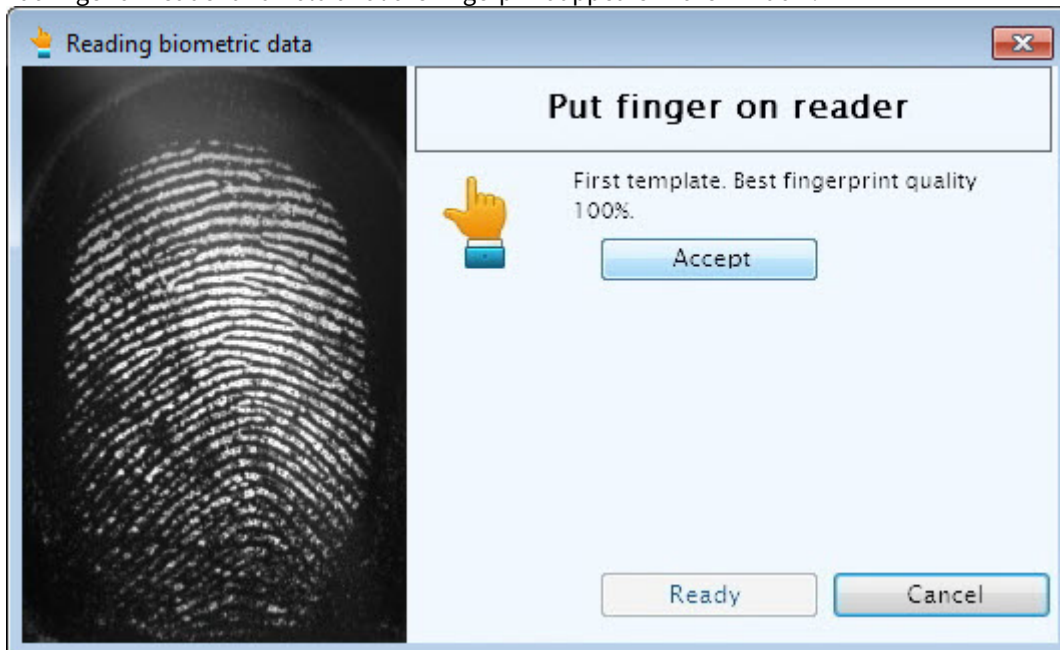 Reading biometric data
Put finger on reader
First template. Best fingerprint quality
100%.
Accept
Ready
Cancel